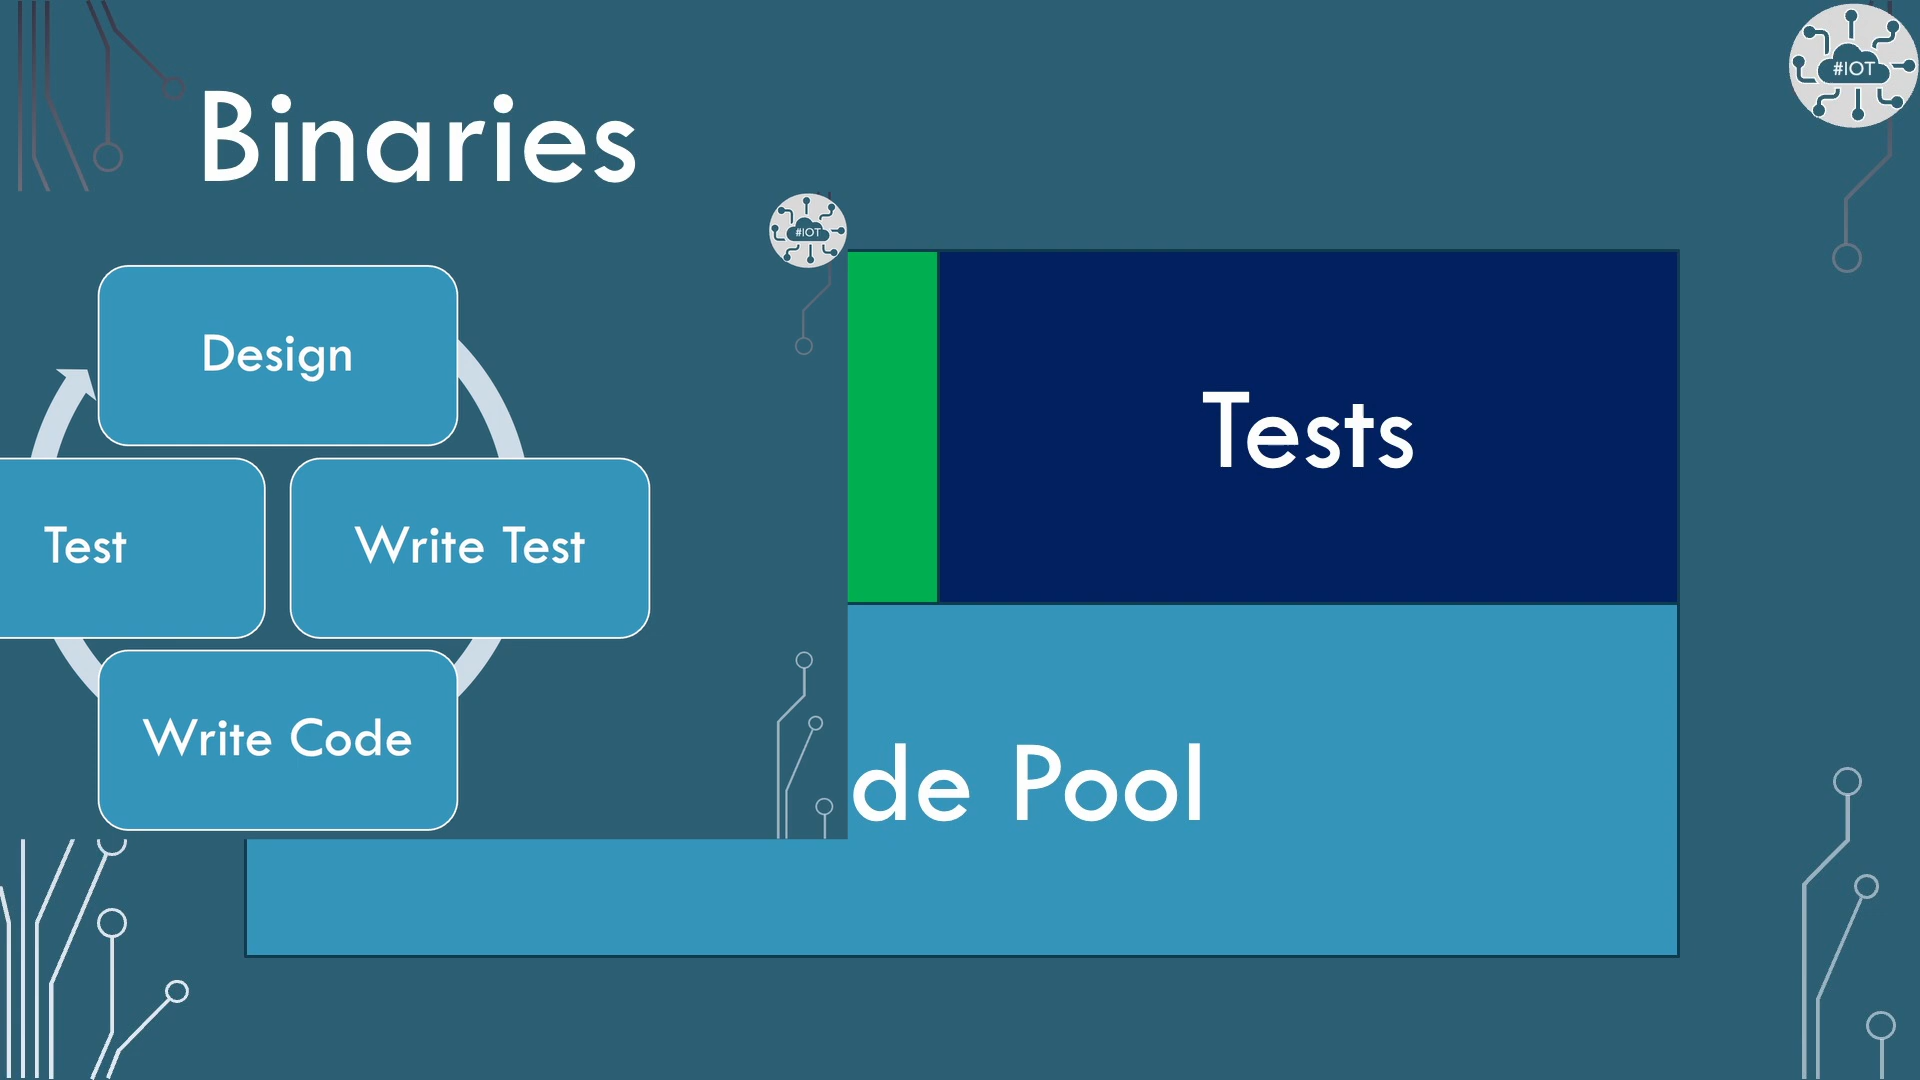 Binaries
#IOT
#IOT
Design
Tests
Test
Write Test
Write Code
de Pool